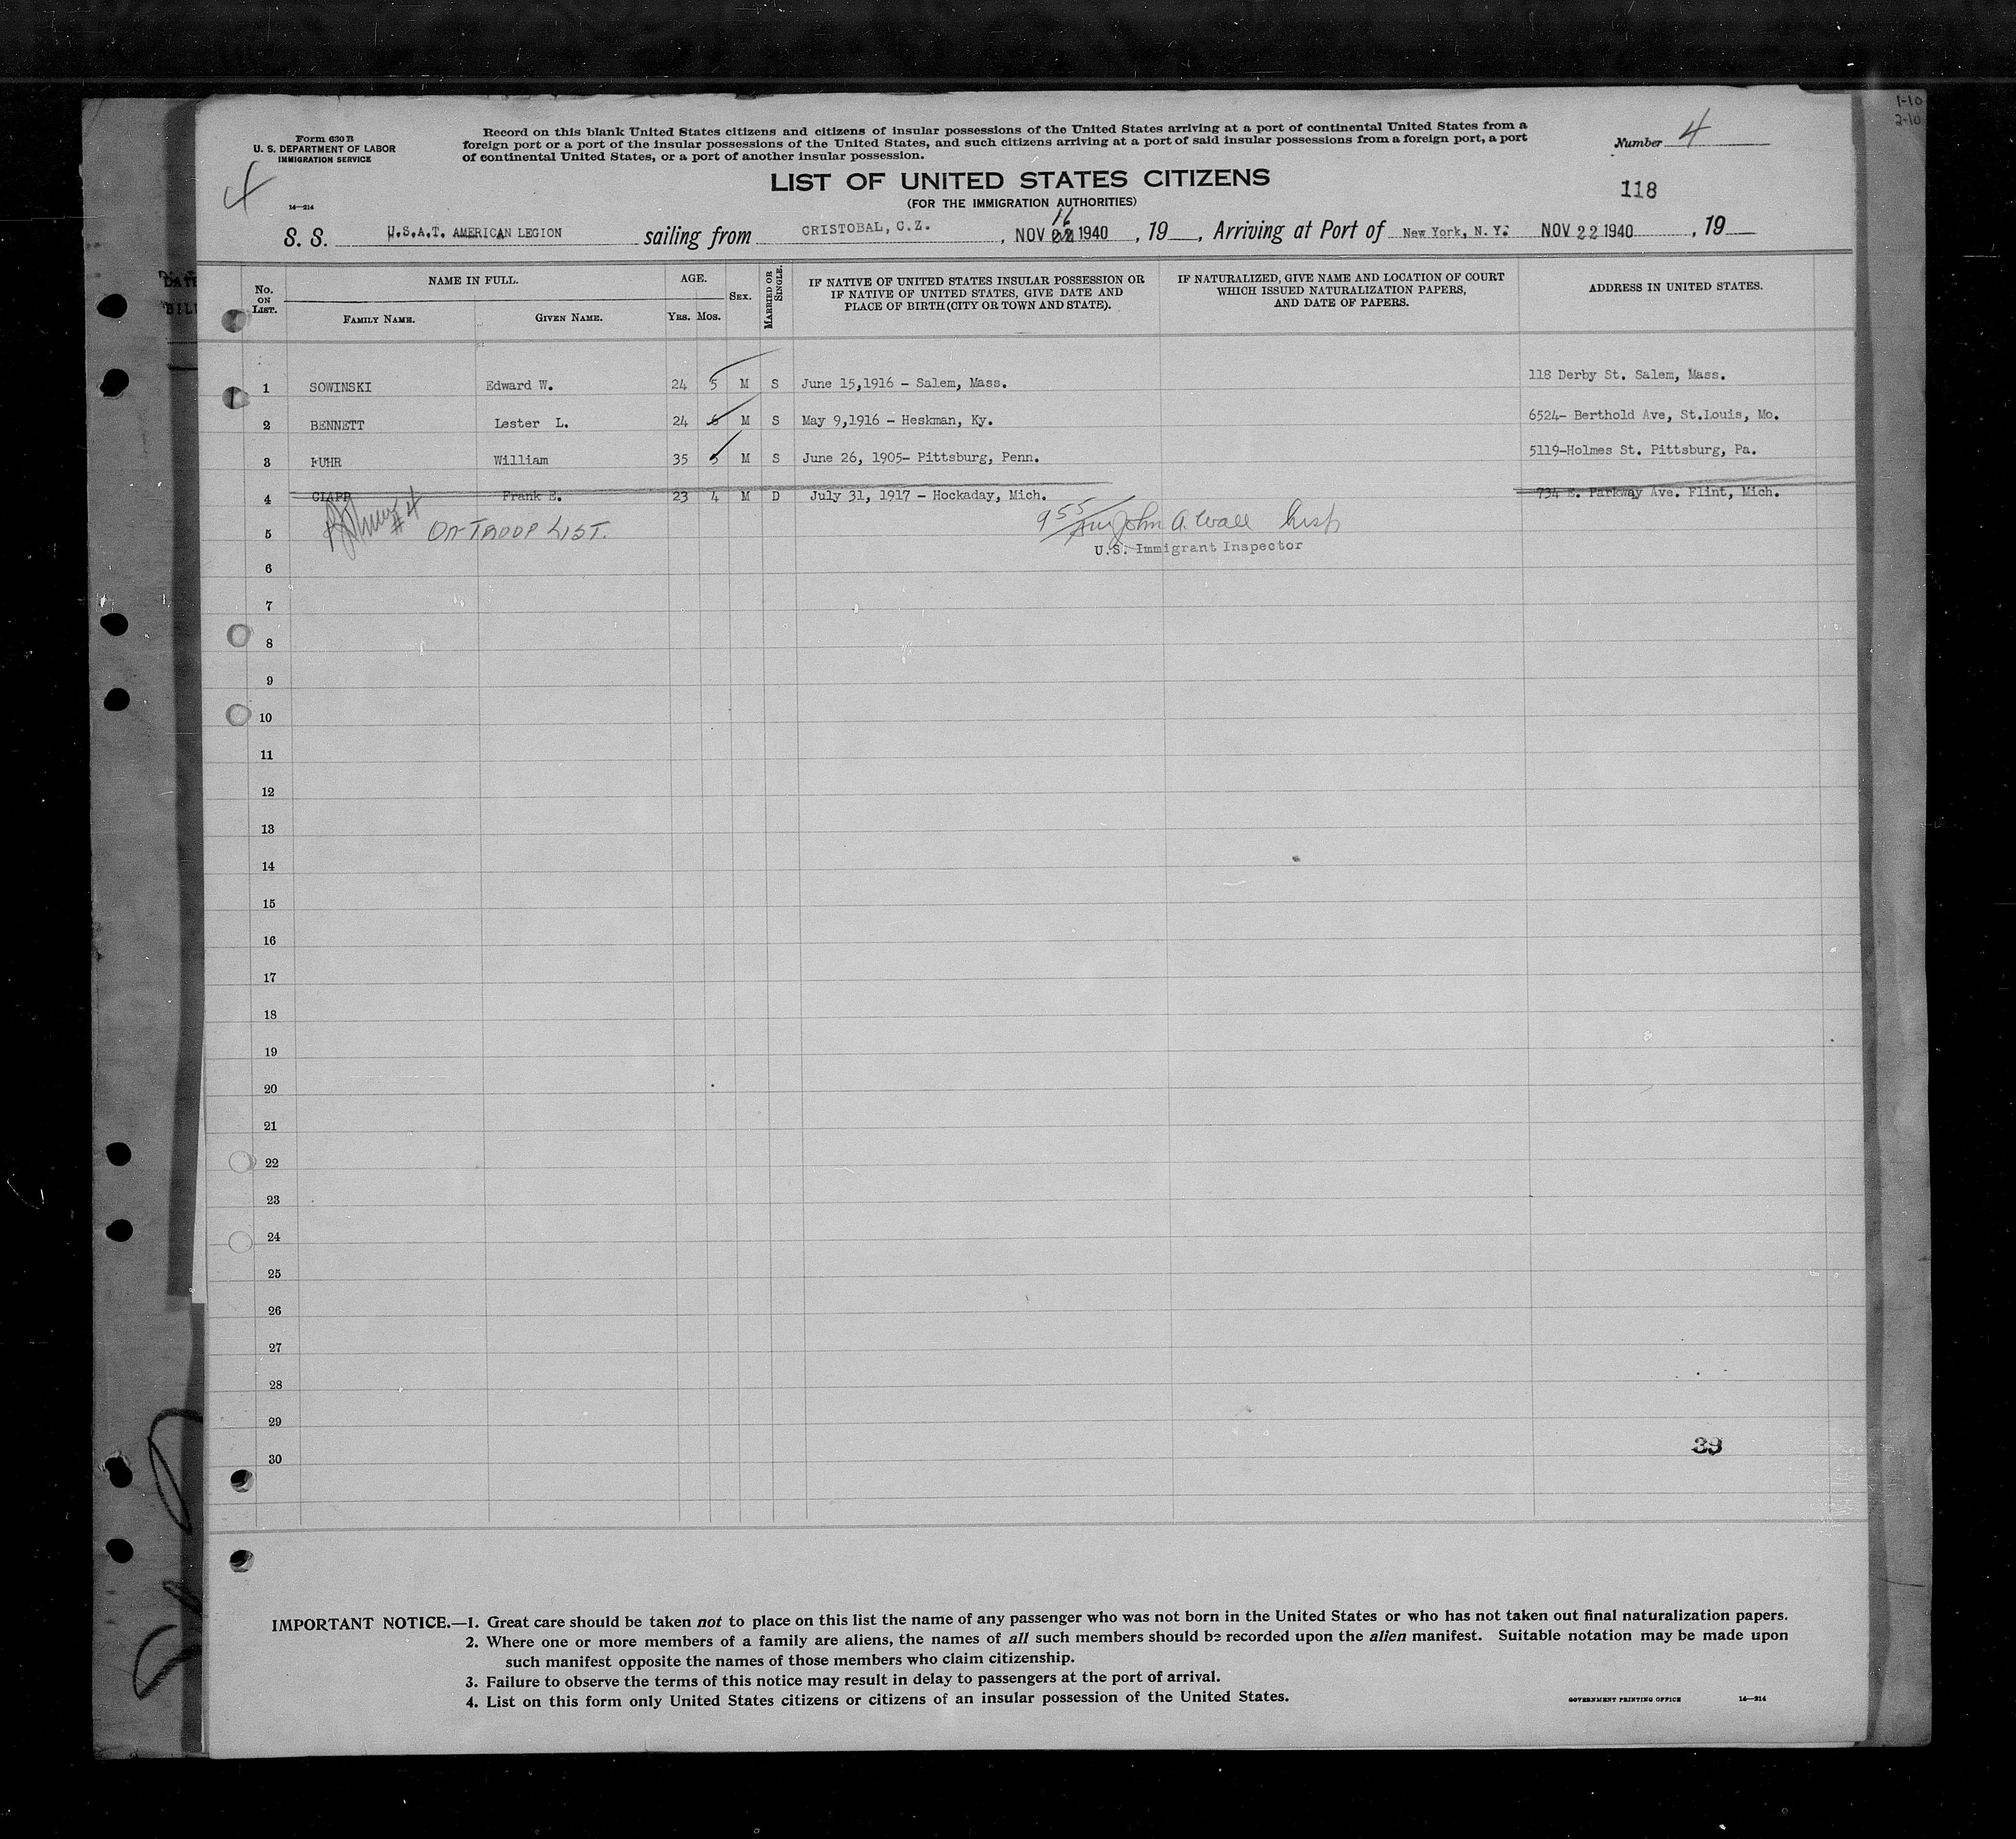 1-10
2-10
Form 630 B
U. S. DEPARTMENT OF LABOR
IMMIGRATION SERVICE
Record on this blank United States citizens and citizens of insular possessions of the United States arriving at a port of continental United States from a
foreign port or a port of the insular possessions of the United States, and such citizens arriving at a port of said insular possessions from a foreign port, a port
of continental United States, or a port of another insular possession.
Number 4
4
LIST OF UNITED STATES CITIZENS
118
14—214
(FOR THE IMMIGRATION AUTHORITIES)
11
S. S. U.S.A.T. AMERICAN LEGION sailing from CRISTOBAL, C.Z., NOV 22 1940, 19 , Arriving at Port of New York, N. Y. NOV 22 1940, 19
No. ON LIST. NAME IN FULL. AGE. SEX. MARRIED OR SINGLE. IF NATIVE OF UNITED STATES INSULAR POSSESSION OR IF NATIVE OF UNITED STATES, GIVE DATE AND PLACE OF BIRTH (CITY OR TOWN AND STATE). IF NATURALIZED, GIVE NAME AND LOCATION OF COURT WHICH ISSUED NATURALIZATION PAPERS, AND DATE OF PAPERS. ADDRESS IN UNITED STATES.
FAMILY NAME. GIVEN NAME. YRS. MOS.
1 SOWINSKI Edward W. 24 5 M S June 15,1916 - Salem, Mass. 118 Derby St. Salem, Mass.
2 BENNETT Lester L. 24 6 M S May 9,1916 - Heskman, Ky. 6524- Berthold Ave, St.Louis, Mo.
3 FUHR William 35 5 M S June 26, 1905- Pittsburg, Penn. 5119-Holmes St. Pittsburg, Pa.
4 CLAPP Frank E. 23 4 M D July 31, 1917 - Hockaday, Mich. 734 E. Parkway Ave. Flint, Mich.
5 #4 ON TROOP LIST. 955 John A. Wall Insp
U.S. Immigrant Inspector
6
7
8
9
10
11
12
13
14
15
16
17
18
19
20
21
22
23
24
25
26
27
28
29
39
30
IMPORTANT NOTICE.—1. Great care should be taken not to place on this list the name of any passenger who was not born in the United States or who has not taken out final naturalization papers.
2. Where one or more members of a family are aliens, the names of all such members should be recorded upon the alien manifest. Suitable notation may be made upon
such manifest opposite the names of those members who claim citizenship.
3. Failure to observe the terms of this notice may result in delay to passengers at the port of arrival.
4. List on this form only United States citizens or citizens of an insular possession of the United States.
GOVERNMENT PRINTING OFFICE 14—214